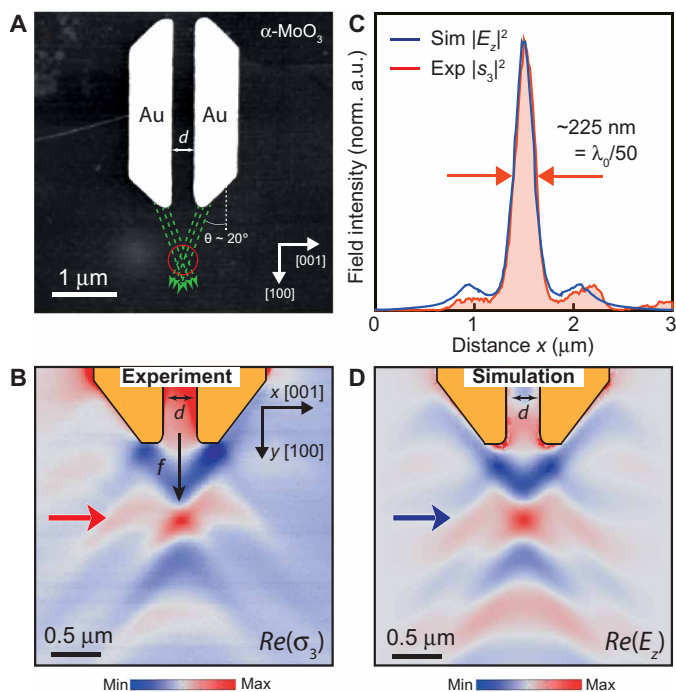 A
α-MoO₃
Au
Au
d
θ ~ 20°
1 μm
[001]
[100]
C
Sim |E_z|²
Exp |s₃|²
~225 nm
= λ₀/50
Field intensity (norm. a.u.)
0
1
2
3
Distance x (μm)
B
Experiment
d
x [001]
y [100]
f
0.5 μm
Re(σ₃)
Min
Max
D
Simulation
d
0.5 μm
Re(E_z)
Min
Max